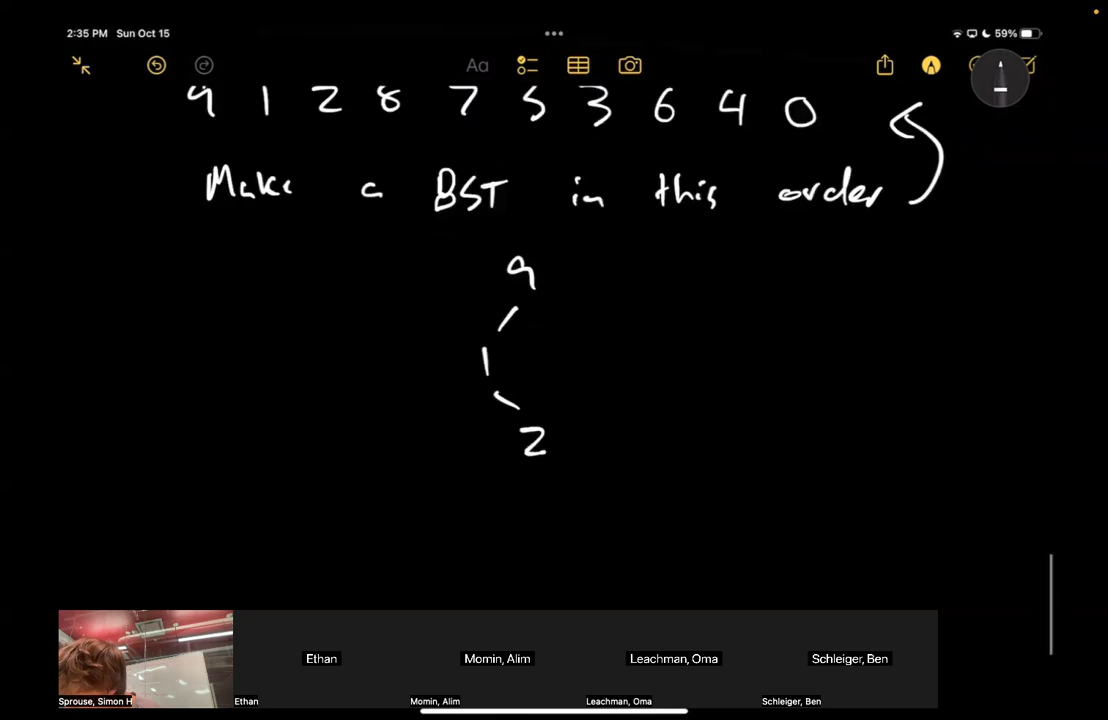 2:35 PM Sun Oct 15
59%
Aa
9 1 2 8 7 5 3 6 4 0
Make a BST in this order
9
1
2
Ethan
Momin, Alim
Leachman, Oma
Schleiger, Ben
Sprouse, Simon H
Ethan
Momin, Alim
Leachman, Oma
Schleiger, Ben